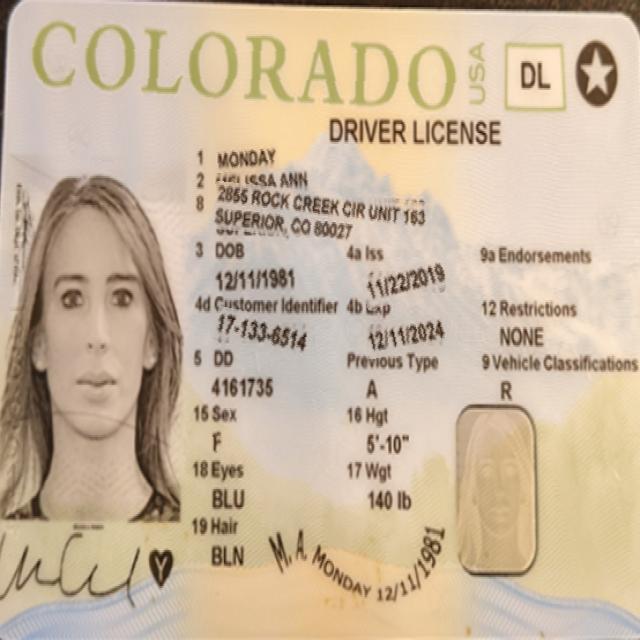 COLORADO USA DL
DRIVER LICENSE
1 MONDAY
2 ANN
8 2855 ROCK CREEK CIR UNIT 163
SUPERIOR, CO 80027
3 DOB 4a Iss 9a Endorsements
12/11/1981 11/22/2019
4d Customer Identifier 4b Exp 12 Restrictions
17-133-6514 12/11/2024 NONE
5 DD Previous Type 9 Vehicle Classifications
4161735 A R
15 Sex 16 Hgt
F 5'-10"
18 Eyes 17 Wgt
BLU 140 lb
19 Hair
BLN
M. A. MONDAY 12/11/1981
Y